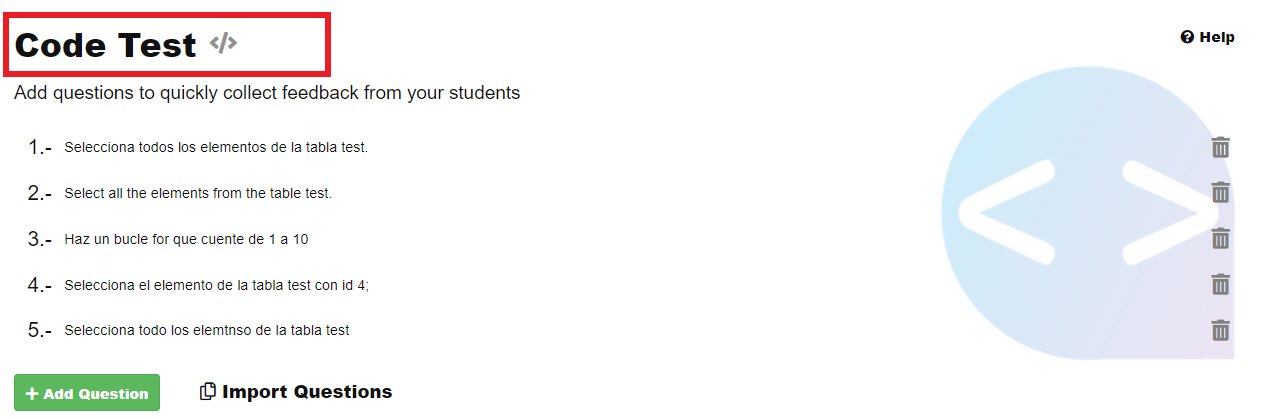 Code Test </>
Help
Add questions to quickly collect feedback from your students
1.- Selecciona todos los elementos de la tabla test.
2.- Select all the elements from the table test.
3.- Haz un bucle for que cuente de 1 a 10
4.- Selecciona el elemento de la tabla test con id 4;
5.- Selecciona todo los elemtnso de la tabla test
+ Add Question
Import Questions